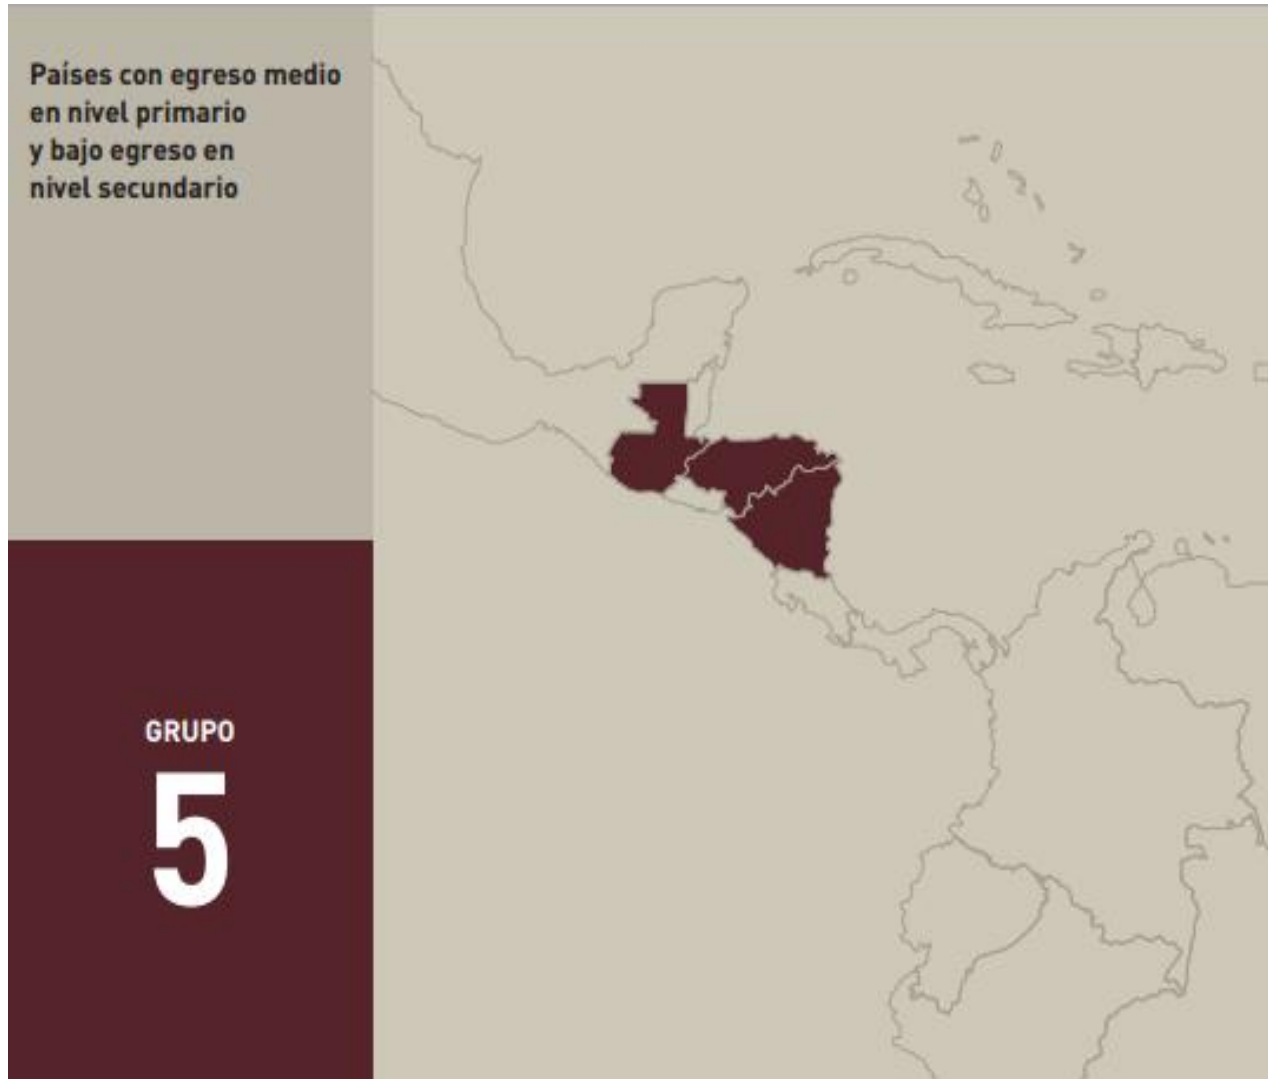 Países con egreso medio
en nivel primario
y bajo egreso en
nivel secundario
GRUPO
5